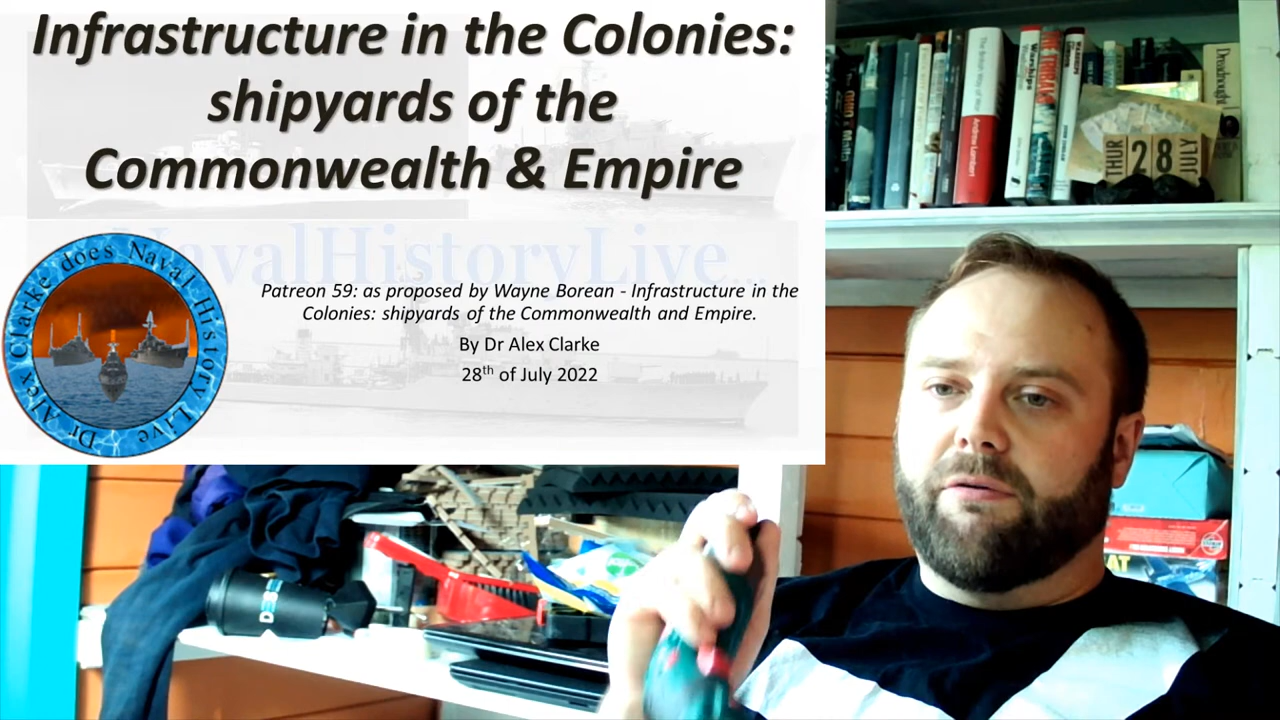 Infrastructure in the Colonies:
shipyards of the
Commonwealth & Empire
NavalHistoryLive...
Patreon 59: as proposed by Wayne Borean - Infrastructure in the
Colonies: shipyards of the Commonwealth and Empire.
By Dr Alex Clarke
28th of July 2022
Dr Alex Clarke does Naval History Live
Andrew Lambert
Warships
Dreadnought
THUR
28
JULY